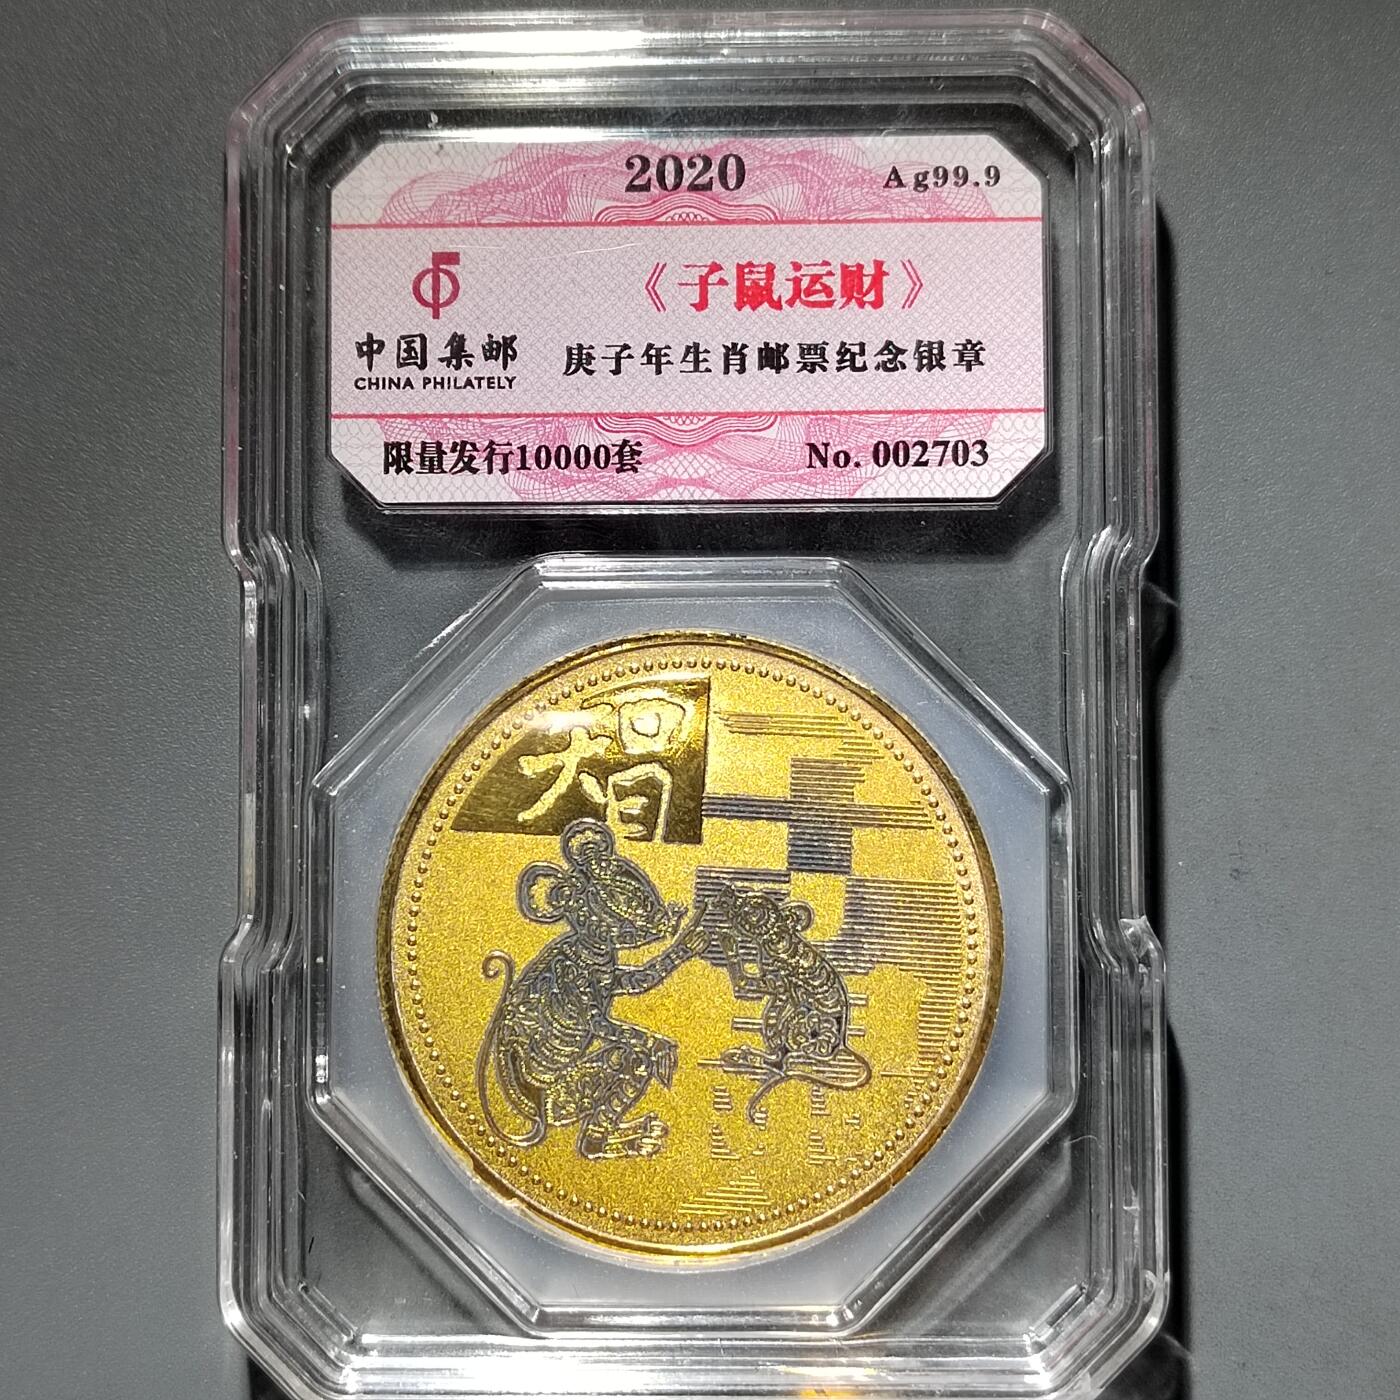 2020 Ag99.9
《子鼠运财》
中国集邮
CHINA PHILATELY
庚子年生肖邮票纪念银章
限量发行10000套 No. 002703
智